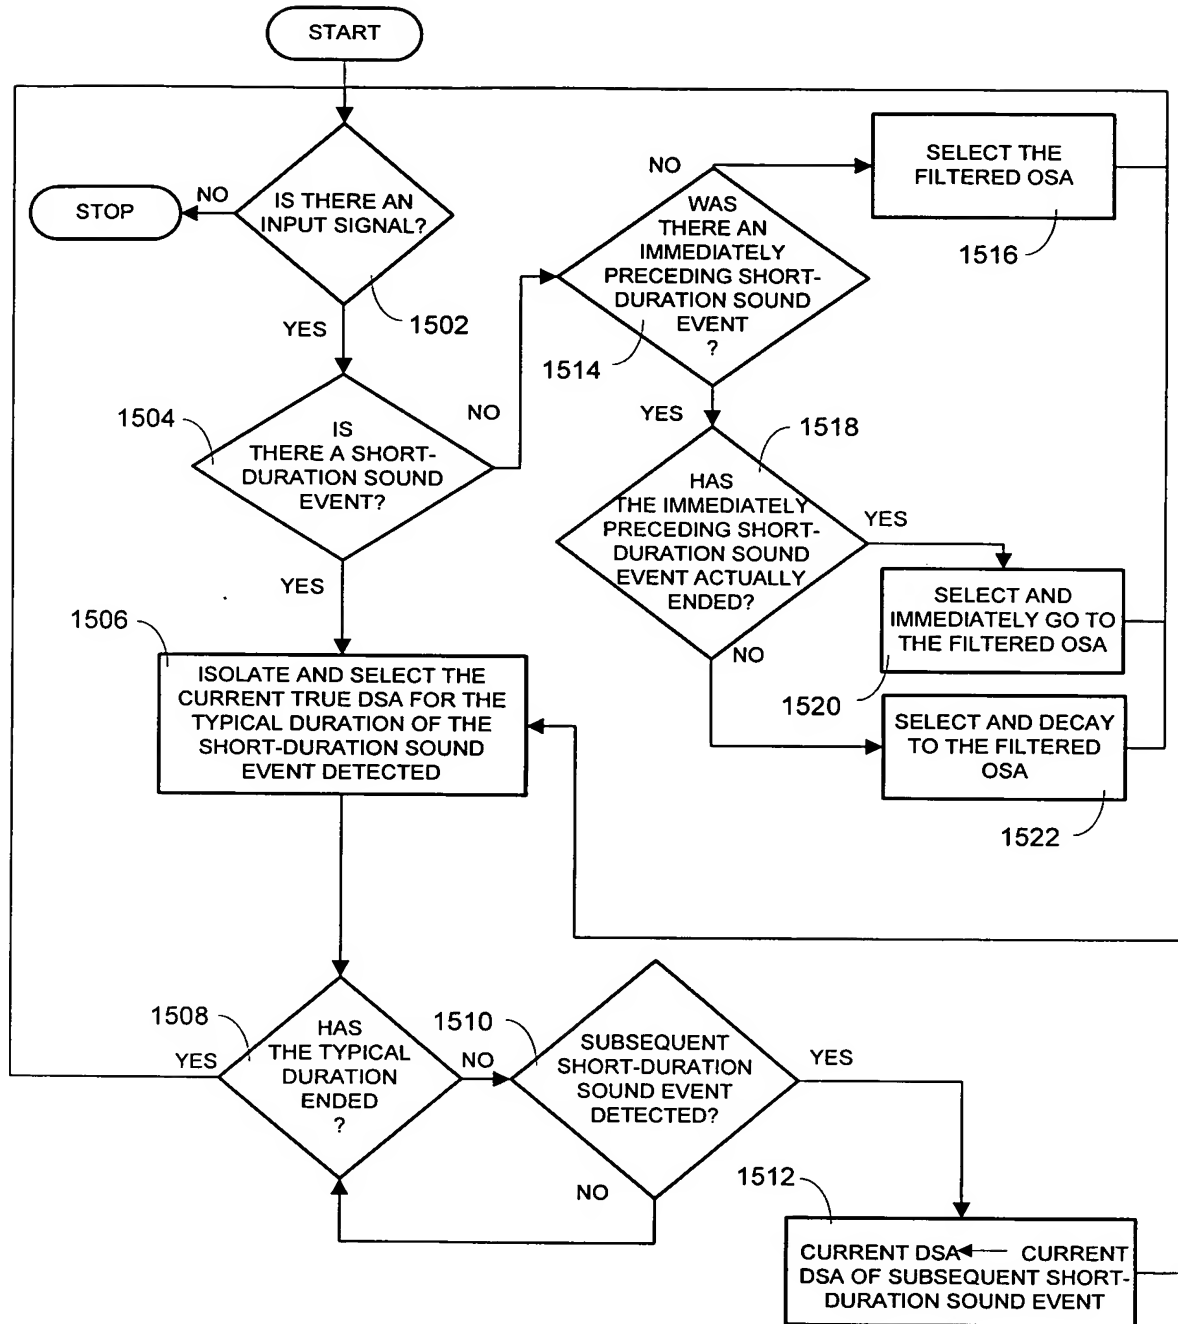 START
IS THERE AN
INPUT SIGNAL?
NO
STOP
YES
1502
1504
IS
THERE A SHORT-
DURATION SOUND
EVENT?
NO
YES
1506
ISOLATE AND SELECT THE
CURRENT TRUE DSA FOR THE
TYPICAL DURATION OF THE
SHORT-DURATION SOUND
EVENT DETECTED
1508
YES
HAS
THE TYPICAL
DURATION
ENDED
?
NO
1510
SUBSEQUENT
SHORT-DURATION
SOUND EVENT
DETECTED?
YES
NO
1512
CURRENT DSA CURRENT
DSA OF SUBSEQUENT SHORT-
DURATION SOUND EVENT
NO
WAS
THERE AN
IMMEDIATELY
PRECEDING SHORT-
DURATION SOUND
EVENT
?
1514
YES
SELECT THE
FILTERED OSA
1516
1518
HAS
THE IMMEDIATELY
PRECEDING SHORT-
DURATION SOUND
EVENT ACTUALLY
ENDED?
YES
NO
SELECT AND
IMMEDIATELY GO TO
THE FILTERED OSA
1520
SELECT AND DECAY
TO THE FILTERED
OSA
1522